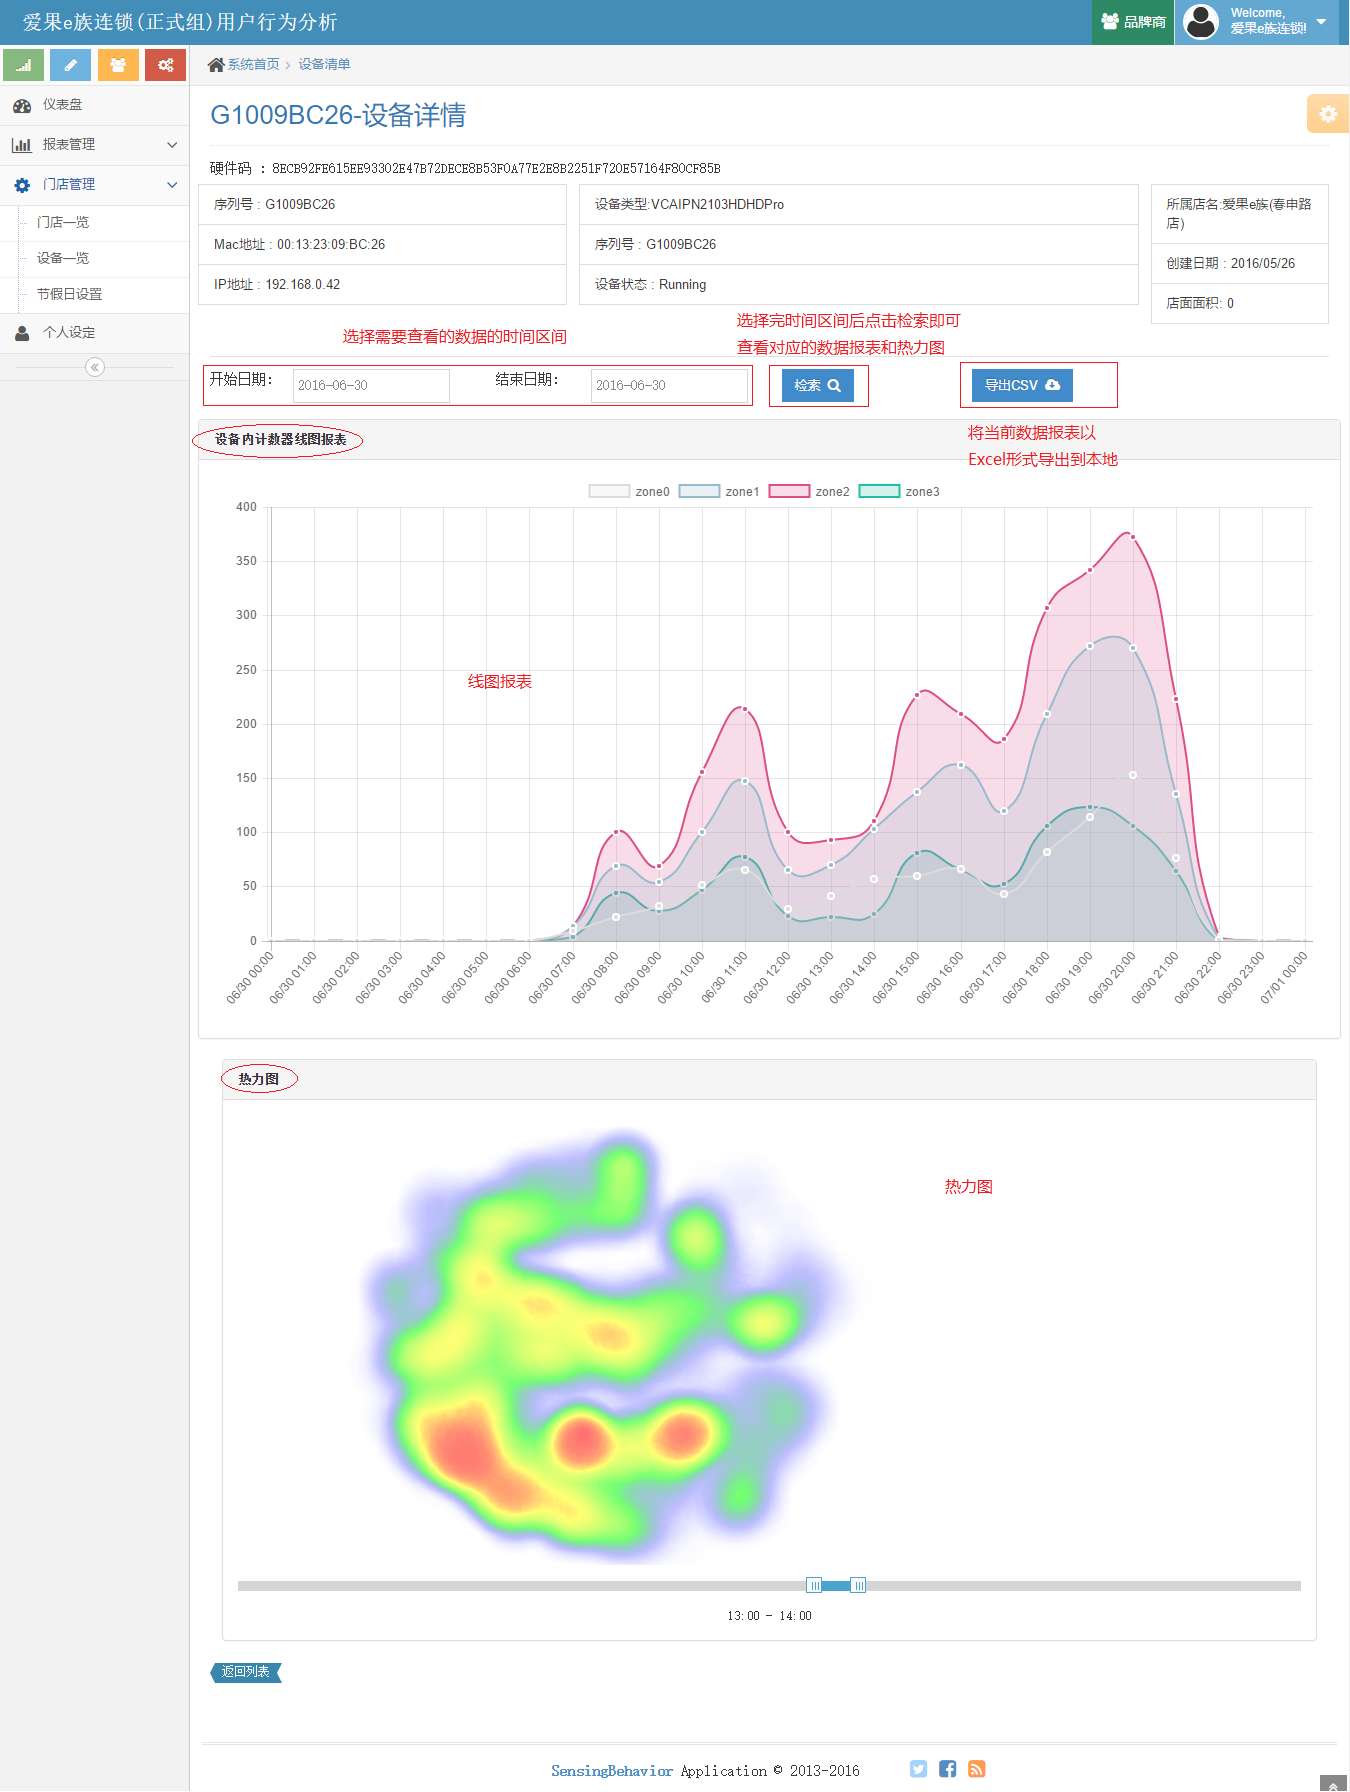 爱果e族连锁(正式组)用户行为分析
品牌商
Welcome,
爱果e族连锁!
系统首页 › 设备清单
仪表盘
报表管理
门店管理
门店一览
设备一览
节假日设置
个人设定
G1009BC26-设备详情
硬件码 : 8ECB92FE615EE93302E47B72DECE8B53F0A77E2E8B2251F720E57164F80CF85B
序列号 : G1009BC26
Mac地址 : 00:13:23:09:BC:26
IP地址 : 192.168.0.42
设备类型:VCAIPN2103HDHDPro
序列号 : G1009BC26
设备状态 : Running
所属店名:爱果e族(春申路
店)
创建日期 : 2016/05/26
店面面积: 0
选择需要查看的数据的时间区间
选择完时间区间后点击检索即可
查看对应的数据报表和热力图
开始日期: 2016-06-30 结束日期: 2016-06-30 检索 导出CSV
将当前数据报表以
Excel形式导出到本地
设备内计数器线图报表
zone0 zone1 zone2 zone3
400
350
300
250
200
150
100
50
0
线图报表
06/30 00:00 06/30 01:00 06/30 02:00 06/30 03:00 06/30 04:00 06/30 05:00 06/30 06:00 06/30 07:00 06/30 08:00 06/30 09:00 06/30 10:00 06/30 11:00 06/30 12:00 06/30 13:00 06/30 14:00 06/30 15:00 06/30 16:00 06/30 17:00 06/30 18:00 06/30 19:00 06/30 20:00 06/30 21:00 06/30 22:00 06/30 23:00 07/01 00:00
热力图
热力图
13:00 - 14:00
返回列表
SensingBehavior Application © 2013-2016